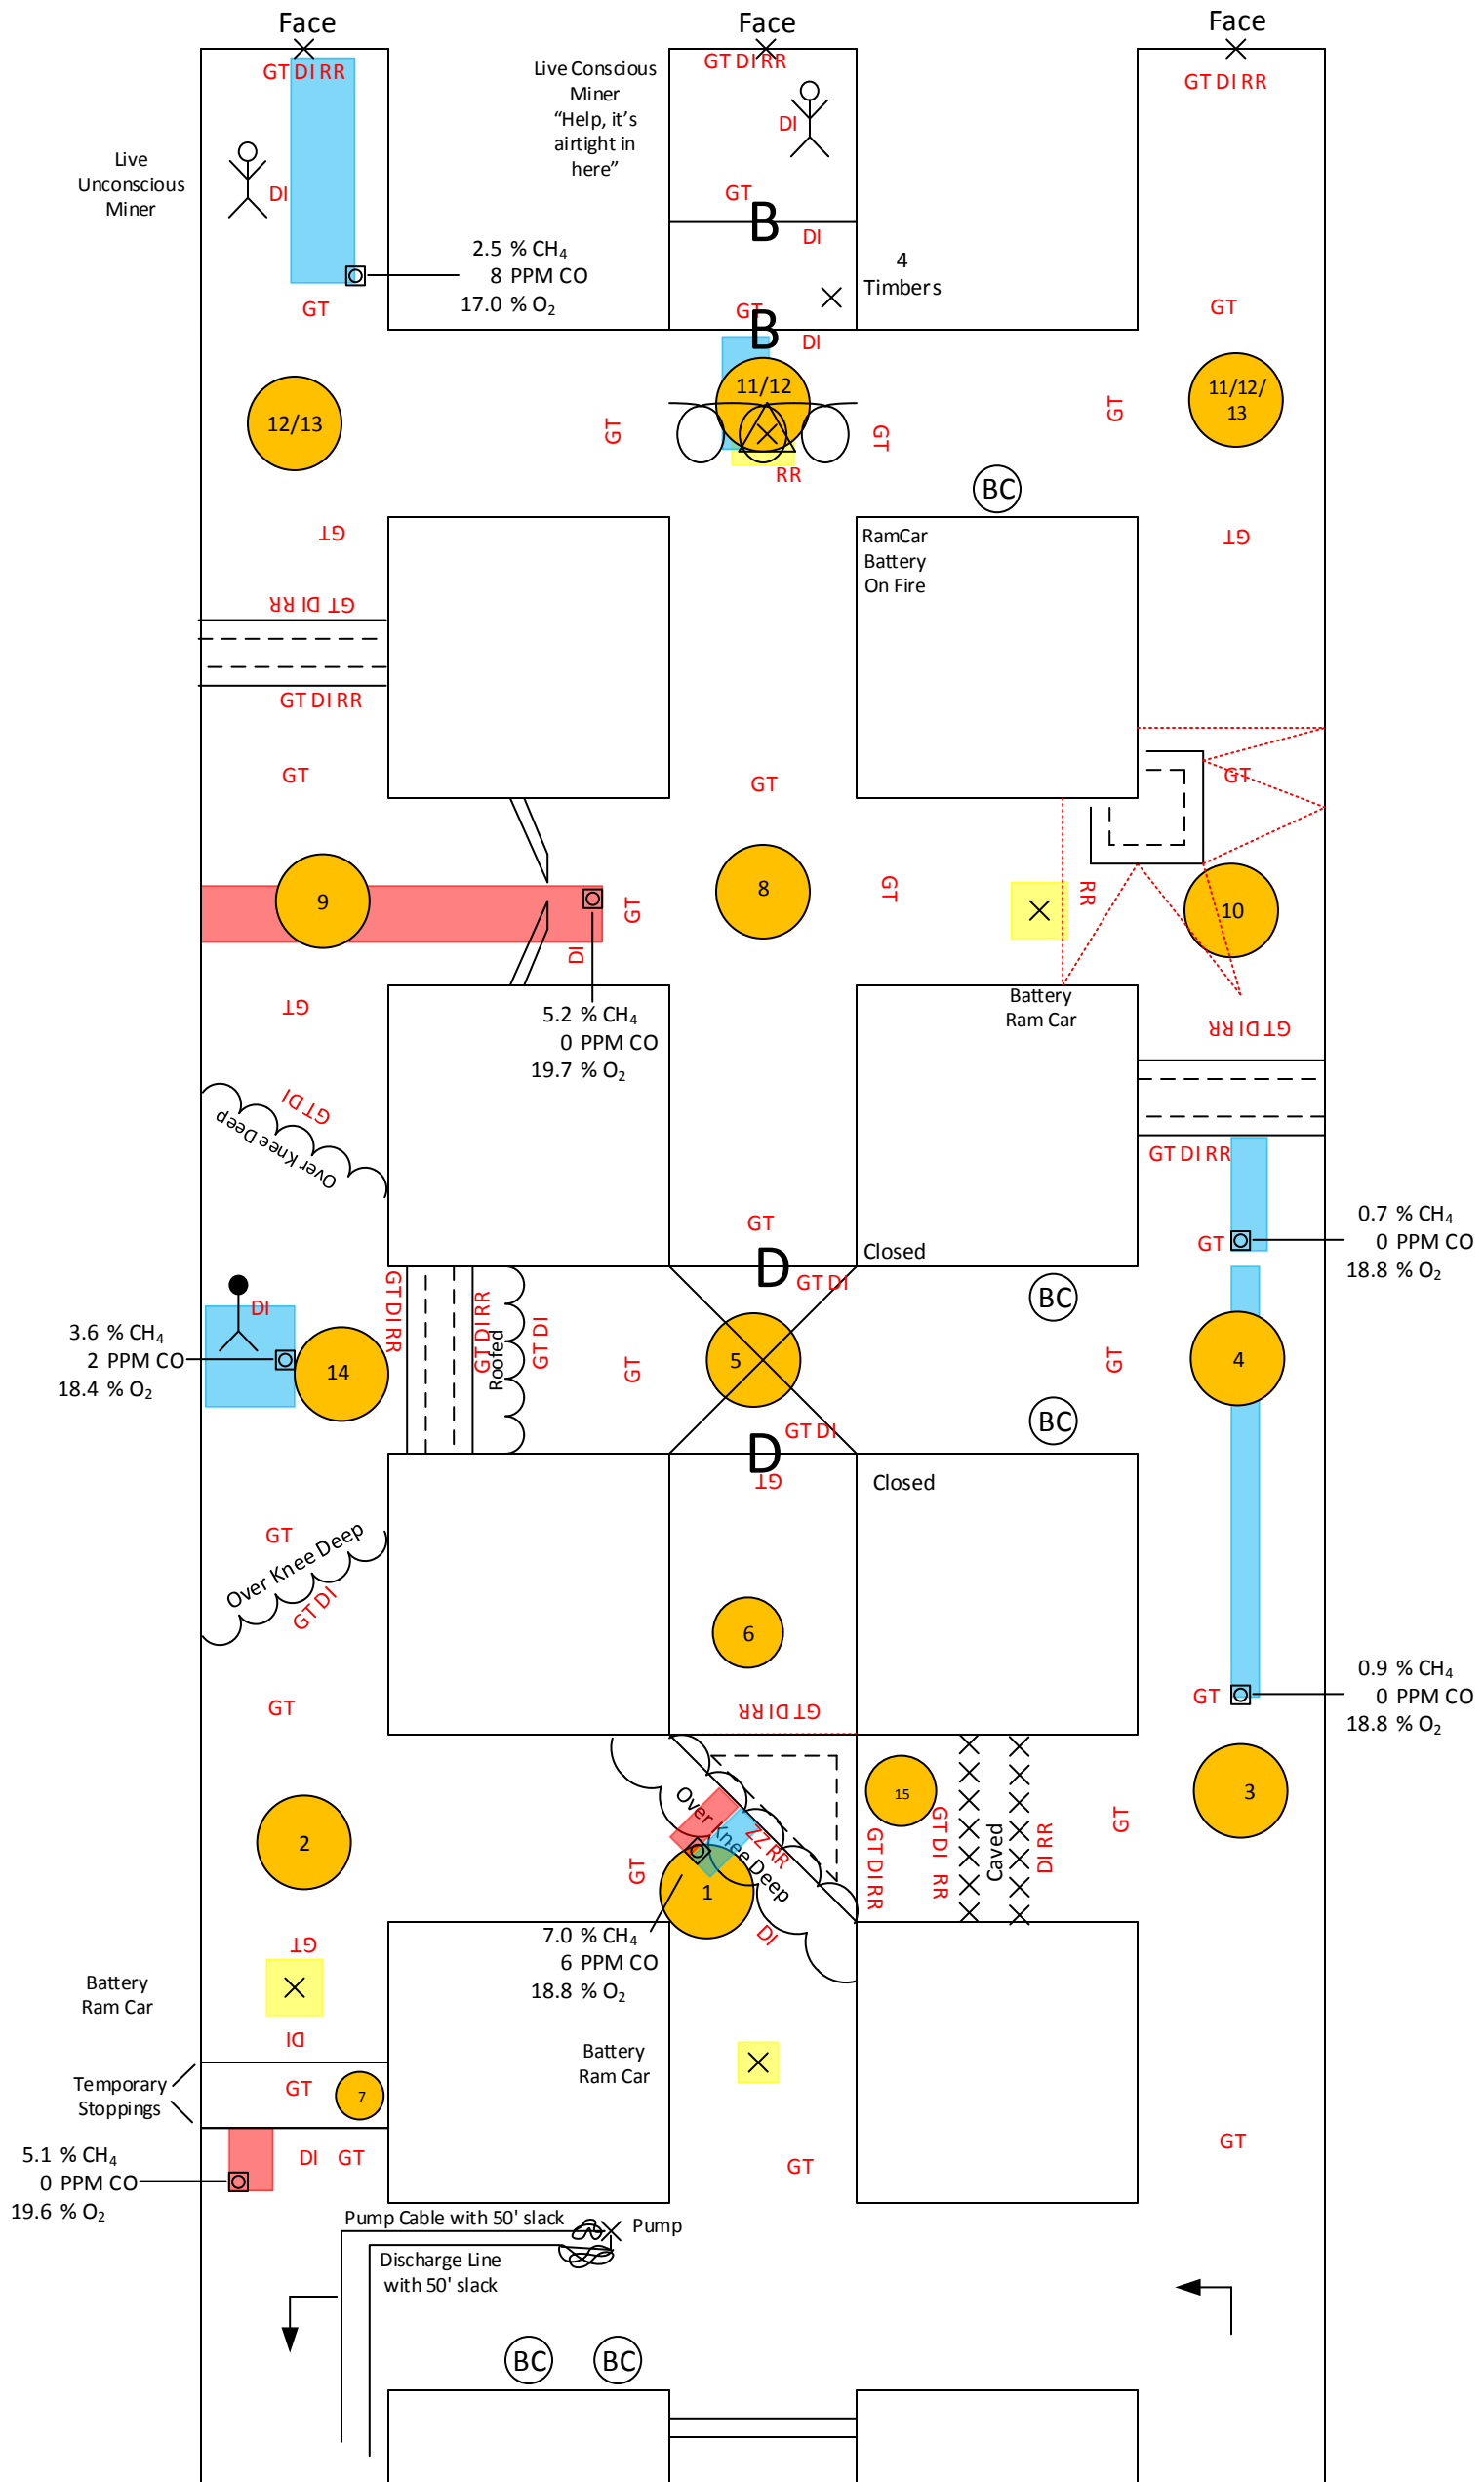 Face
Face
Face
GT DI RR
GT DI RR
GT DI RR
Live
Unconscious
Miner
DI
Live Conscious
Miner
“Help, it’s
airtight in
here”
DI
GT
B
DI
2.5 % CH₄
8 PPM CO
17.0 % O₂
GT
4
Timbers
GT
B
DI
GT
12/13
GT
11/12
GT
RR
GT
11/12/
13
BC
GT
RamCar
Battery
On Fire
GT
GT DI RR
GT DI RR
GT
GT
GT
9
GT
DI
8
GT
RR
10
5.2 % CH₄
0 PPM CO
19.7 % O₂
GT
Battery
Ram Car
GT DI RR
GT DI
Over Knee Deep
GT DI RR
GT
0.7 % CH₄
0 PPM CO
18.8 % O₂
GT
D
GT DI
Closed
BC
DI
3.6 % CH₄
2 PPM CO
18.4 % O₂
14
GT DI RR
GT DI RR
Roofed
GT DI
GT
5
GT
4
BC
D
GT DI
GT
Closed
GT
Over Knee Deep
GT DI
6
GT
GT DI RR
GT
0.9 % CH₄
0 PPM CO
18.8 % O₂
2
GT
Over Knee Deep
ZZ RR
1
DI
15
GT DI RR
GT DI RR
Caved
DI RR
GT
3
7.0 % CH₄
6 PPM CO
18.8 % O₂
GT
Battery
Ram Car
DI
Battery
Ram Car
Temporary
Stoppings
GT
7
DI GT
5.1 % CH₄
0 PPM CO
19.6 % O₂
GT
GT
Pump Cable with 50' slack
Pump
Discharge Line
with 50' slack
BC
BC